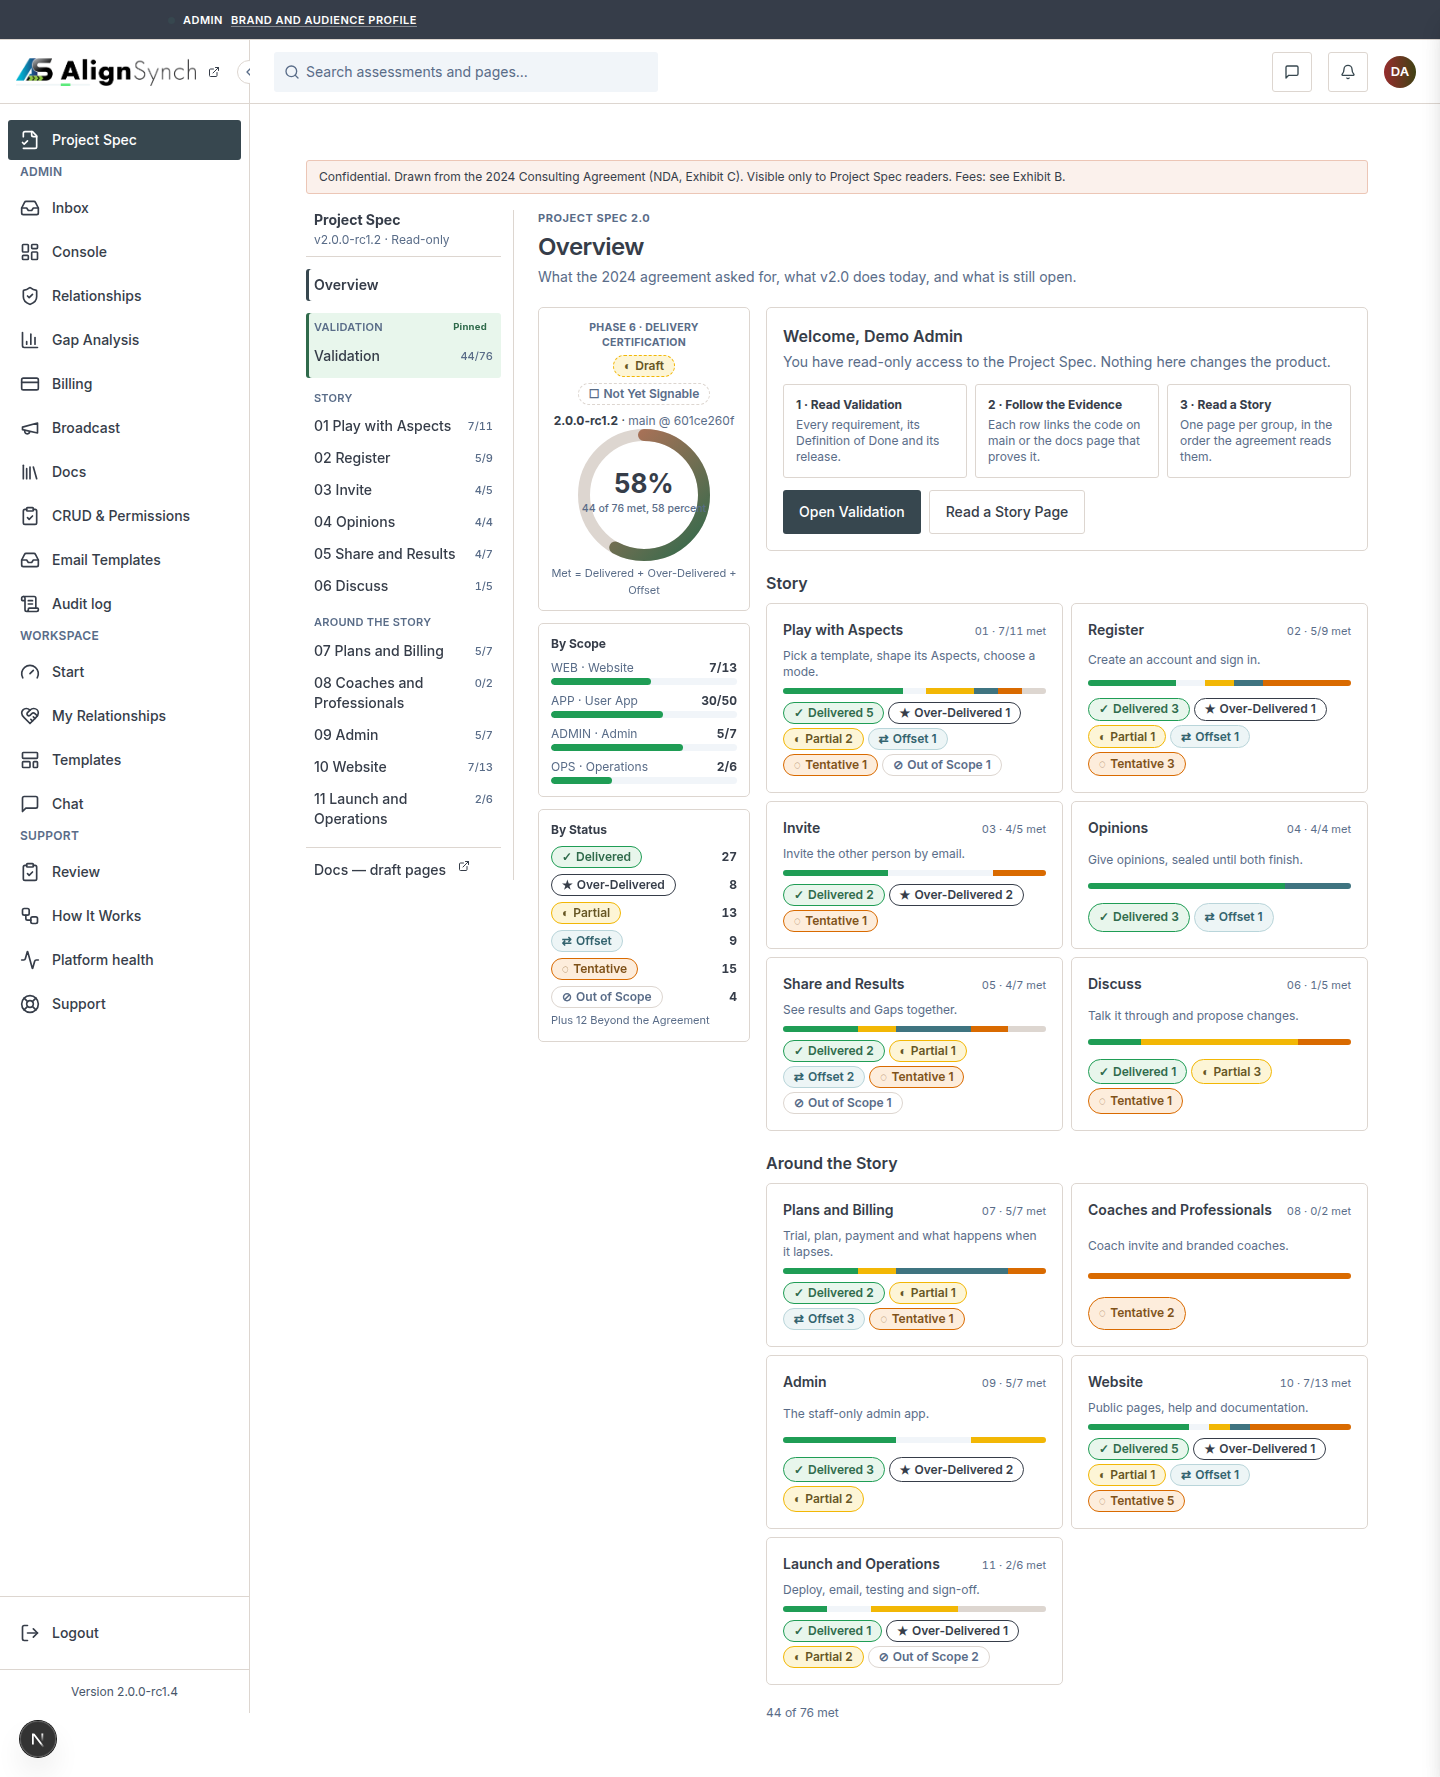 ADMIN BRAND AND AUDIENCE PROFILE
AS AlignSynch
Search assessments and pages...
DA
Project Spec
ADMIN
Inbox
Console
Relationships
Gap Analysis
Billing
Broadcast
Docs
CRUD & Permissions
Email Templates
Audit log
WORKSPACE
Start
My Relationships
Templates
Chat
SUPPORT
Review
How It Works
Platform health
Support
Logout
Version 2.0.0-rc1.4
N
Confidential. Drawn from the 2024 Consulting Agreement (NDA, Exhibit C). Visible only to Project Spec readers. Fees: see Exhibit B.
Project Spec
v2.0.0-rc1.2 · Read-only
Overview
VALIDATION Pinned
Validation 44/76
STORY
01 Play with Aspects 7/11
02 Register 5/9
03 Invite 4/5
04 Opinions 4/4
05 Share and Results 4/7
06 Discuss 1/5
AROUND THE STORY
07 Plans and Billing 5/7
08 Coaches and 0/2
Professionals
09 Admin 5/7
10 Website 7/13
11 Launch and 2/6
Operations
Docs — draft pages
PROJECT SPEC 2.0
Overview
What the 2024 agreement asked for, what v2.0 does today, and what is still open.
PHASE 6 · DELIVERY
CERTIFICATION
Draft
Not Yet Signable
2.0.0-rc1.2 · main @ 601ce260f
58%
44 of 76 met, 58 perce
Met = Delivered + Over-Delivered +
Offset
By Scope
WEB · Website 7/13
APP · User App 30/50
ADMIN · Admin 5/7
OPS · Operations 2/6
By Status
✓ Delivered 27
★ Over-Delivered 8
Partial 13
⇄ Offset 9
Tentative 15
⊘ Out of Scope 4
Plus 12 Beyond the Agreement
Welcome, Demo Admin
You have read-only access to the Project Spec. Nothing here changes the product.
1 · Read Validation
Every requirement, its
Definition of Done and its
release.
2 · Follow the Evidence
Each row links the code on
main or the docs page that
proves it.
3 · Read a Story
One page per group, in the
order the agreement reads
them.
Open Validation
Read a Story Page
Story
Play with Aspects 01 · 7/11 met
Pick a template, shape its Aspects, choose a
mode.
✓ Delivered 5 ★ Over-Delivered 1
Partial 2 ⇄ Offset 1
Tentative 1 ⊘ Out of Scope 1
Register 02 · 5/9 met
Create an account and sign in.
✓ Delivered 3 ★ Over-Delivered 1
Partial 1 ⇄ Offset 1
Tentative 3
Invite 03 · 4/5 met
Invite the other person by email.
✓ Delivered 2 ★ Over-Delivered 2
Tentative 1
Opinions 04 · 4/4 met
Give opinions, sealed until both finish.
✓ Delivered 3 ⇄ Offset 1
Share and Results 05 · 4/7 met
See results and Gaps together.
✓ Delivered 2 Partial 1
⇄ Offset 2 Tentative 1
⊘ Out of Scope 1
Discuss 06 · 1/5 met
Talk it through and propose changes.
✓ Delivered 1 Partial 3
Tentative 1
Around the Story
Plans and Billing 07 · 5/7 met
Trial, plan, payment and what happens when
it lapses.
✓ Delivered 2 Partial 1
⇄ Offset 3 Tentative 1
Coaches and Professionals 08 · 0/2 met
Coach invite and branded coaches.
Tentative 2
Admin 09 · 5/7 met
The staff-only admin app.
✓ Delivered 3 ★ Over-Delivered 2
Partial 2
Website 10 · 7/13 met
Public pages, help and documentation.
✓ Delivered 5 ★ Over-Delivered 1
Partial 1 ⇄ Offset 1
Tentative 5
Launch and Operations 11 · 2/6 met
Deploy, email, testing and sign-off.
✓ Delivered 1 ★ Over-Delivered 1
Partial 2 ⊘ Out of Scope 2
44 of 76 met